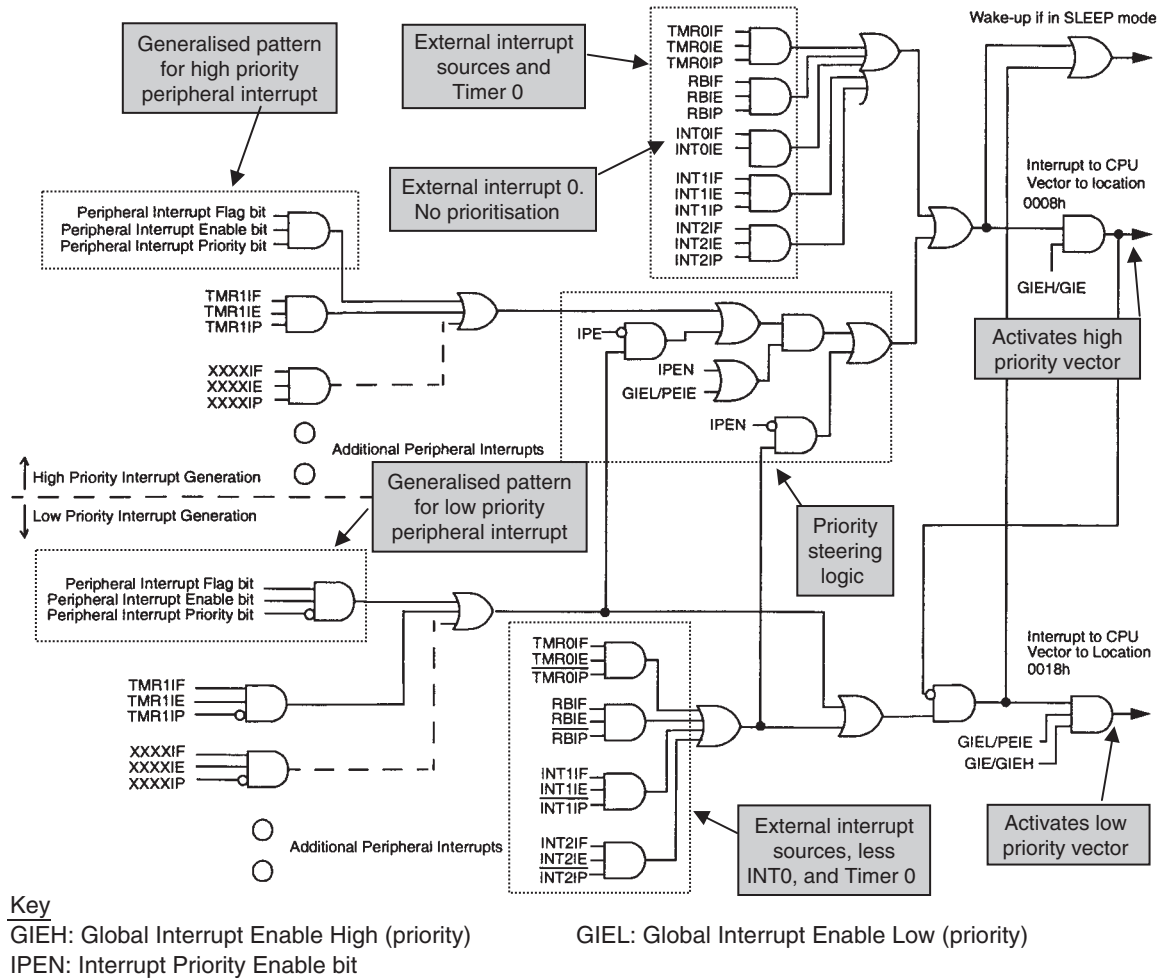 Generalised pattern
for high priority
peripheral interrupt
External interrupt
sources and
Timer 0
TMR0IF
TMR0IE
TMR0IP
RBIF
RBIE
RBIP
INT0IF
INT0IE
INT1IF
INT1IE
INT1IP
INT2IF
INT2IE
INT2IP
Wake-up if in SLEEP mode
External interrupt 0.
No prioritisation
Interrupt to CPU
Vector to location
0008h
GIEH/GIE
Activates high
priority vector
Peripheral Interrupt Flag bit
Peripheral Interrupt Enable bit
Peripheral Interrupt Priority bit
TMR1IF
TMR1IE
TMR1IP
XXXXIF
XXXXIE
XXXXIP
Additional Peripheral Interrupts
IPE
IPEN
GIEL/PEIE
IPEN
Priority
steering
logic
High Priority Interrupt Generation
Low Priority Interrupt Generation
Generalised pattern
for low priority
peripheral interrupt
Peripheral Interrupt Flag bit
Peripheral Interrupt Enable bit
Peripheral Interrupt Priority bit
TMR1IF
TMR1IE
TMR1IP
XXXXIF
XXXXIE
XXXXIP
Additional Peripheral Interrupts
TMR0IF
TMR0IE
TMR0IP
RBIF
RBIE
RBIP
INT1IF
INT1IE
INT1IP
INT2IF
INT2IE
INT2IP
Interrupt to CPU
Vector to Location
0018h
GIEL/PEIE
GIE/GIEH
External interrupt
sources, less
INT0, and Timer 0
Activates low
priority vector
Key
GIEH: Global Interrupt Enable High (priority)
GIEL: Global Interrupt Enable Low (priority)
IPEN: Interrupt Priority Enable bit